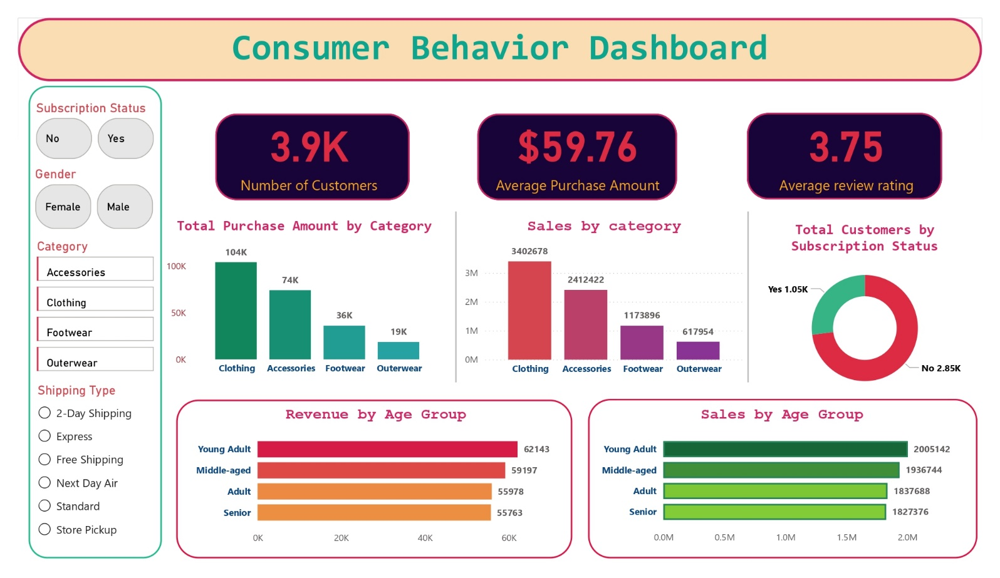 Consumer Behavior Dashboard
Subscription Status
No
Yes
Gender
Female
Male
Category
Accessories
Clothing
Footwear
Outerwear
Shipping Type
2-Day Shipping
Express
Free Shipping
Next Day Air
Standard
Store Pickup
3.9K
Number of Customers
$59.76
Average Purchase Amount
3.75
Average review rating
Total Purchase Amount by Category
100K
50K
0K
104K
74K
36K
19K
Clothing
Accessories
Footwear
Outerwear
Sales by category
3M
2M
1M
0M
3402678
2412422
1173896
617954
Clothing
Accessories
Footwear
Outerwear
Total Customers by
Subscription Status
Yes 1.05K
No 2.85K
Revenue by Age Group
Young Adult 62143
Middle-aged 59197
Adult 55978
Senior 55763
0K 20K 40K 60K
Sales by Age Group
Young Adult 2005142
Middle-aged 1936744
Adult 1837688
Senior 1827376
0.0M 0.5M 1.0M 1.5M 2.0M